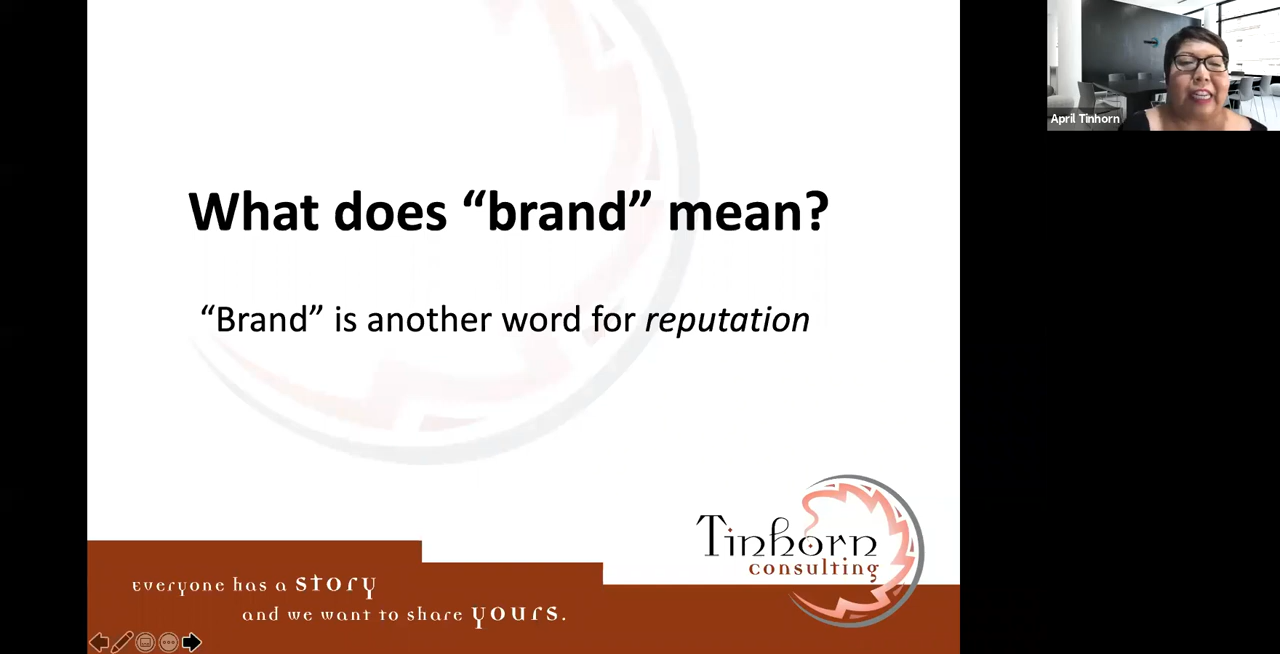 What does “brand” mean?
“Brand” is another word for reputation
Tinhorn
consulting
everyone has a story
and we want to share yours.
April Tinhorn